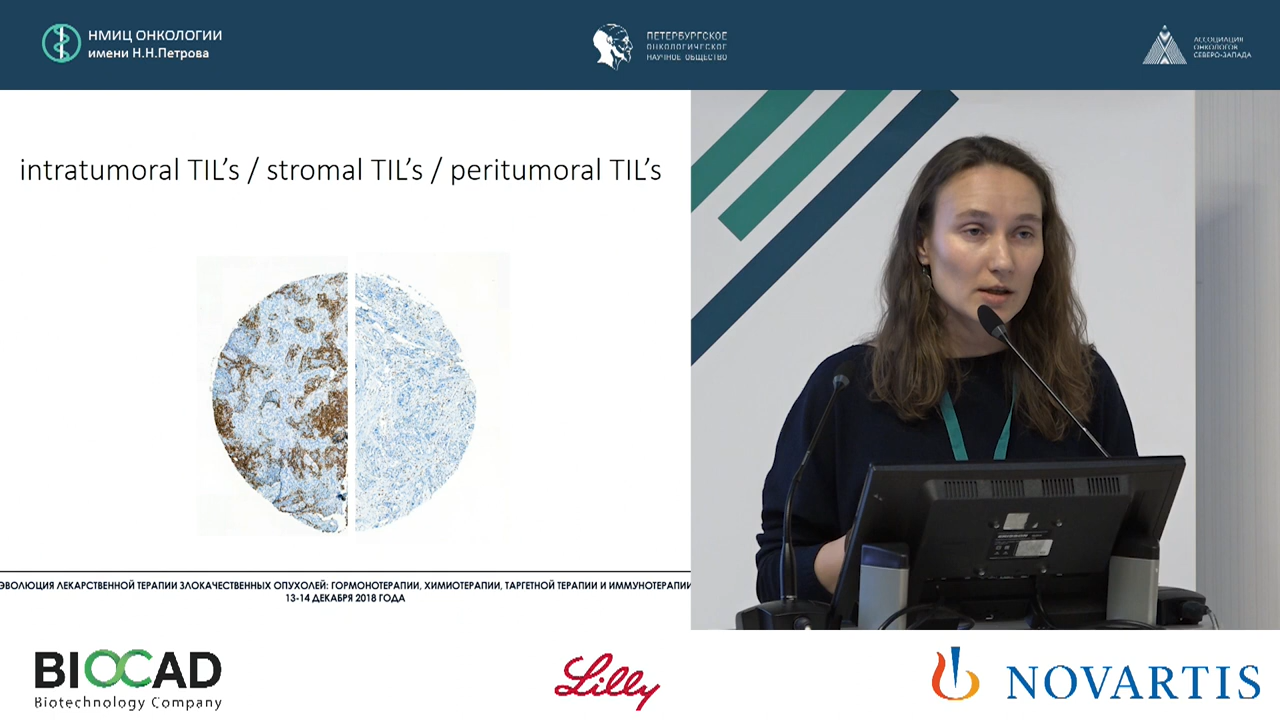 НМИЦ ОНКОЛОГИИ
имени Н.Н.Петрова
ПЕТЕРБУРГСКОЕ
ОНКОЛОГИЧЕСКОЕ
НАУЧНОЕ ОБЩЕСТВО
АССОЦИАЦИЯ
ОНКОЛОГОВ
СЕВЕРО-ЗАПАДА
intratumoral TIL's / stromal TIL's / peritumoral TIL's
ЭВОЛЮЦИЯ ЛЕКАРСТВЕННОЙ ТЕРАПИИ ЗЛОКАЧЕСТВЕННЫХ ОПУХОЛЕЙ: ГОРМОНОТЕРАПИИ, ХИМИОТЕРАПИИ, ТАРГЕТНОЙ ТЕРАПИИ И ИММУНОТЕРАПИИ
13-14 ДЕКАБРЯ 2018 ГОДА
BIOCAD
Biotechnology Company
Lilly
NOVARTIS